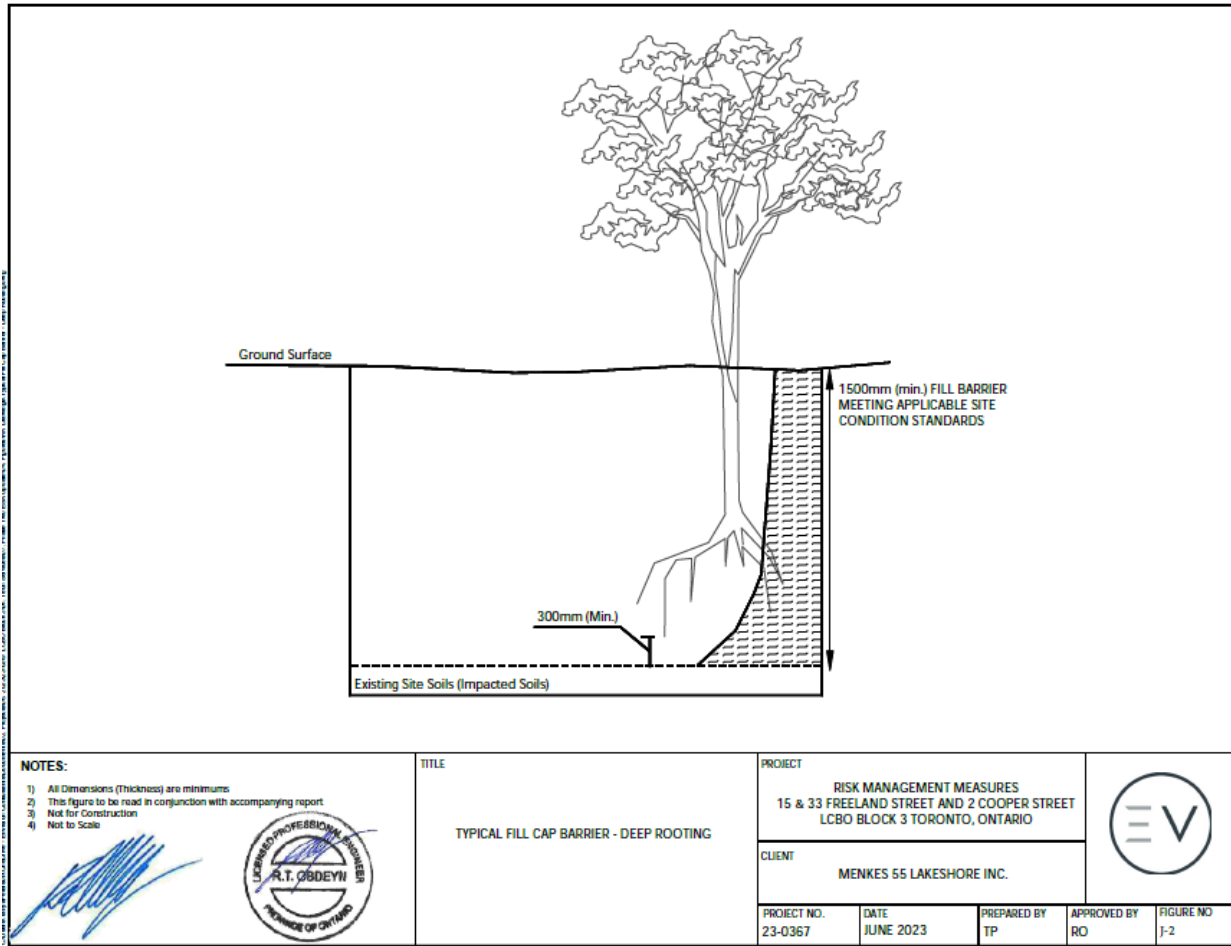 Ground Surface
1500mm (min.) FILL BARRIER
MEETING APPLICABLE SITE
CONDITION STANDARDS
300mm (Min.)
Existing Site Soils (Impacted Soils)
NOTES:
1) All Dimensions (Thickness) are minimums
2) This figure to be read in conjunction with accompanying report
3) Not for Construction
4) Not to Scale
LICENSED PROFESSIONAL ENGINEER
R.T. OBDEYN
PROVINCE OF ONTARIO
TITLE
TYPICAL FILL CAP BARRIER - DEEP ROOTING
PROJECT
RISK MANAGEMENT MEASURES
15 & 33 FREELAND STREET AND 2 COOPER STREET
LCBO BLOCK 3 TORONTO, ONTARIO
CLIENT
MENKES 55 LAKESHORE INC.
EV
PROJECT NO.
23-0367
DATE
JUNE 2023
PREPARED BY
TP
APPROVED BY
RO
FIGURE NO
J-2